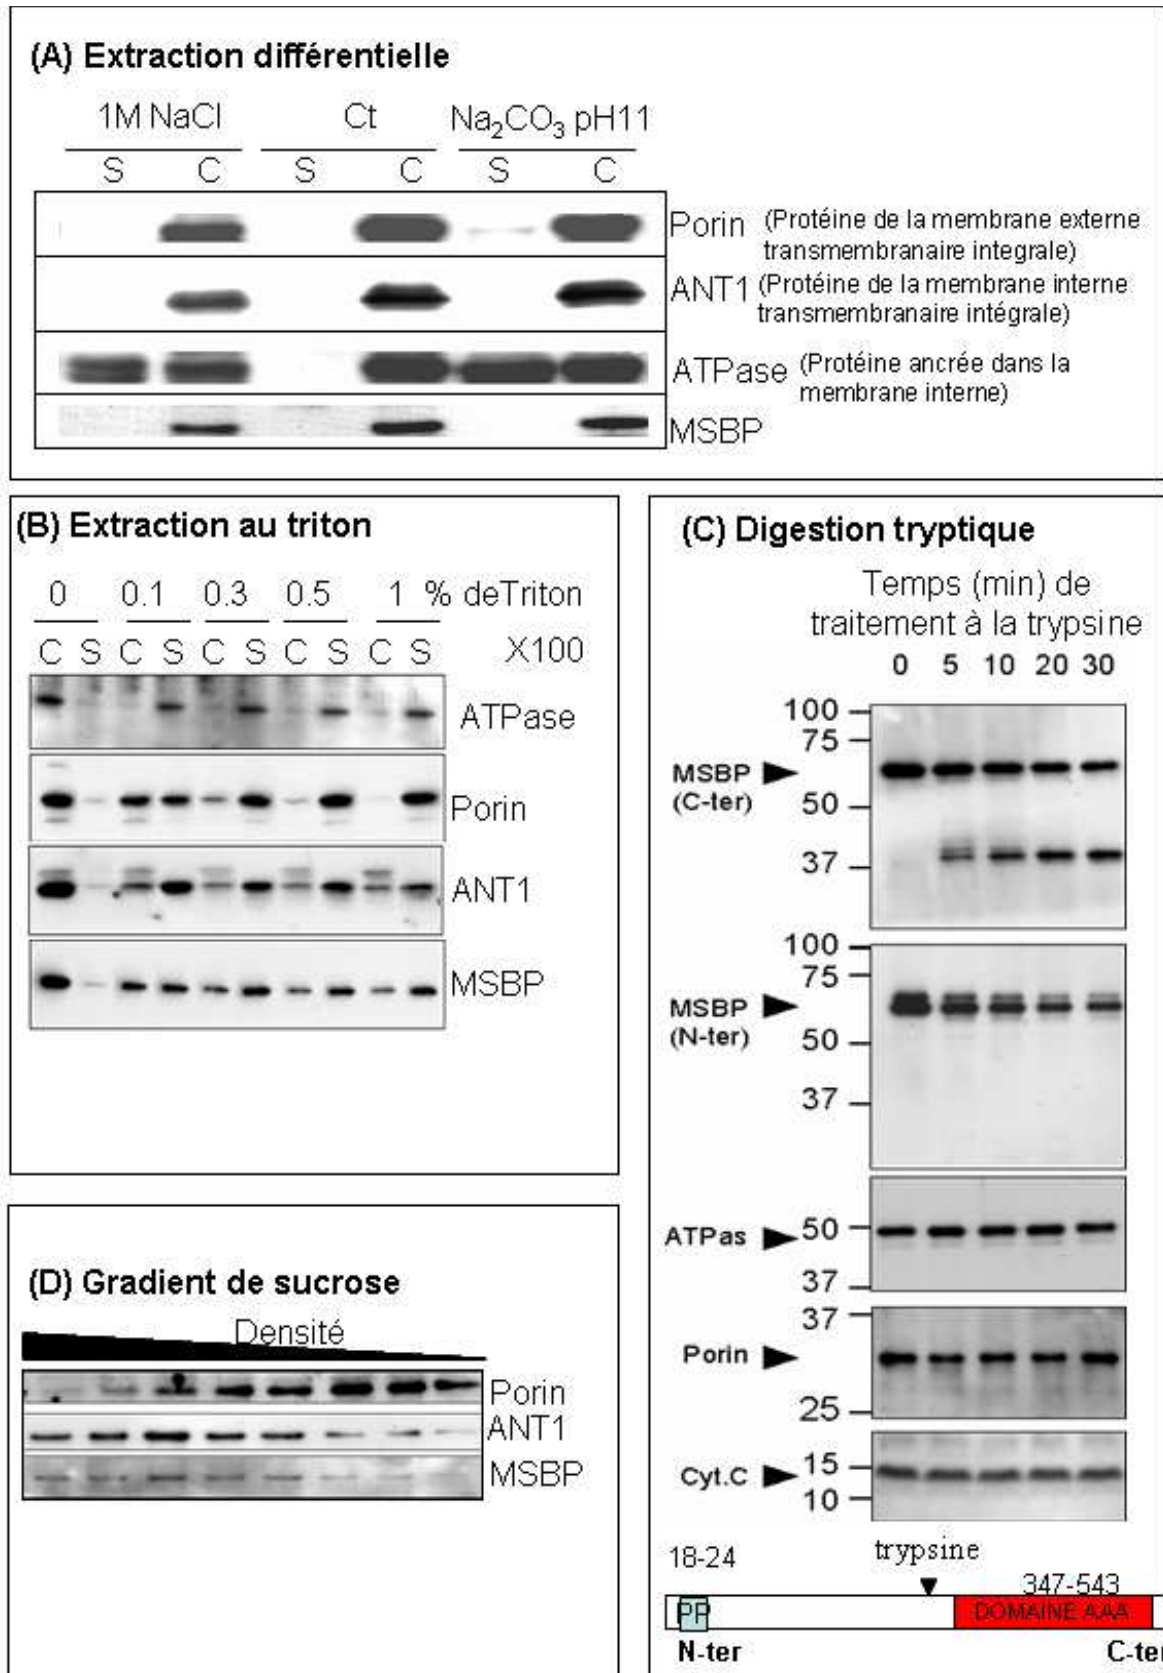 (A) Extraction différentielle
1M NaCl Ct Na₂CO₃ pH11
S C S C S C
Porin (Protéine de la membrane externe
transmembranaire integrale)
ANT1 (Protéine de la membrane interne
transmembranaire intégrale)
ATPase (Protéine ancrée dans la
membrane interne)
MSBP
(B) Extraction au triton
0 0.1 0.3 0.5 1 % deTriton
C S C S C S C S C S X100
ATPase
Porin
ANT1
MSBP
(C) Digestion tryptique
Temps (min) de
traitement à la trypsine
0 5 10 20 30
100
75
MSBP
(C-ter)
50
37
100
75
MSBP
(N-ter)
50
37
ATPas 50
37
37
Porin
25
Cyt.C 15
10
18-24 trypsine
347-543
PP DOMAINE AAA
N-ter C-ter
(D) Gradient de sucrose
Densité
Porin
ANT1
MSBP